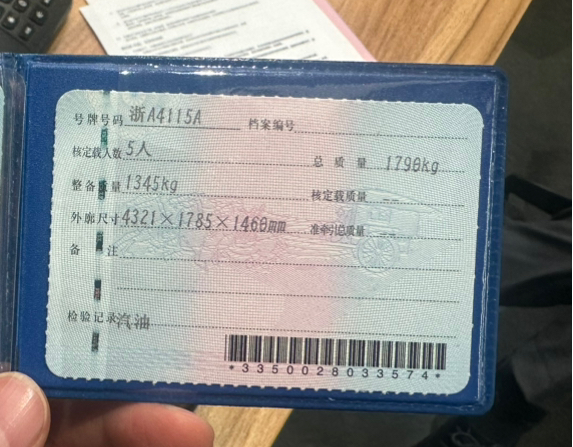 号牌号码 浙A4115A 档案编号
核定载人数 5人 总质量 1790kg
整备质量 1345kg 核定载质量 --
外廓尺寸 4321×1785×1460mm 准牵引总质量 --
备注
检验记录 汽油
*3350028033574*